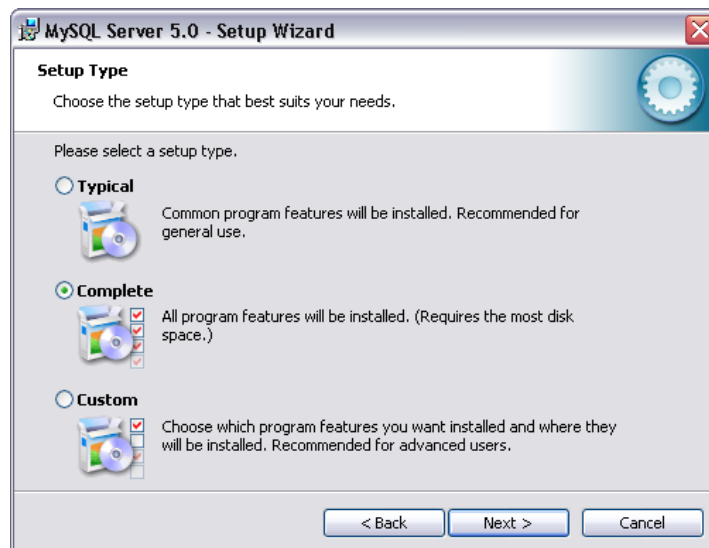 MySQL Server 5.0 - Setup Wizard
Setup Type
Choose the setup type that best suits your needs.
Please select a setup type.
Typical
Common program features will be installed. Recommended for
general use.
Complete
All program features will be installed. (Requires the most disk
space.)
Custom
Choose which program features you want installed and where they
will be installed. Recommended for advanced users.
< Back
Next >
Cancel